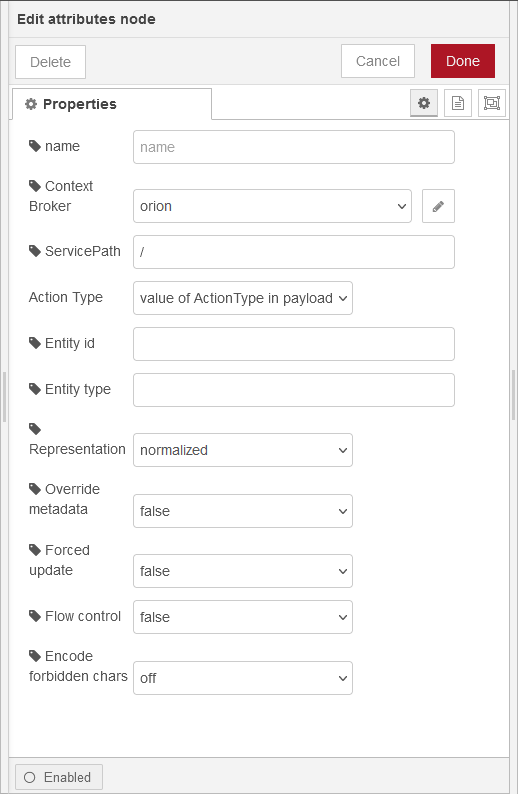 Edit attributes node
Delete
Cancel
Done
Properties
name
name
Context
Broker
orion
ServicePath
/
Action Type
value of ActionType in payload
Entity id
Entity type
Representation
normalized
Override
metadata
false
Forced
update
false
Flow control
false
Encode
forbidden chars
off
Enabled